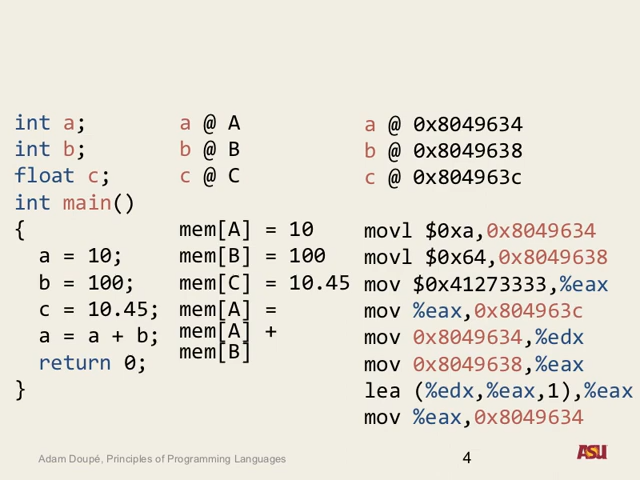 int a;
int b;
float c;
int main()
{
a = 10;
b = 100;
c = 10.45;
a = a + b;
return 0;
}
a @ A
b @ B
c @ C
mem[A] = 10
mem[B] = 100
mem[C] = 10.45
mem[A] =
mem[A] +
mem[B]
a @ 0x8049634
b @ 0x8049638
c @ 0x804963c
movl $0xa,0x8049634
movl $0x64,0x8049638
mov $0x41273333,%eax
mov %eax,0x804963c
mov 0x8049634,%edx
mov 0x8049638,%eax
lea (%edx,%eax,1),%eax
mov %eax,0x8049634
Adam Doupé, Principles of Programming Languages
4
ASU